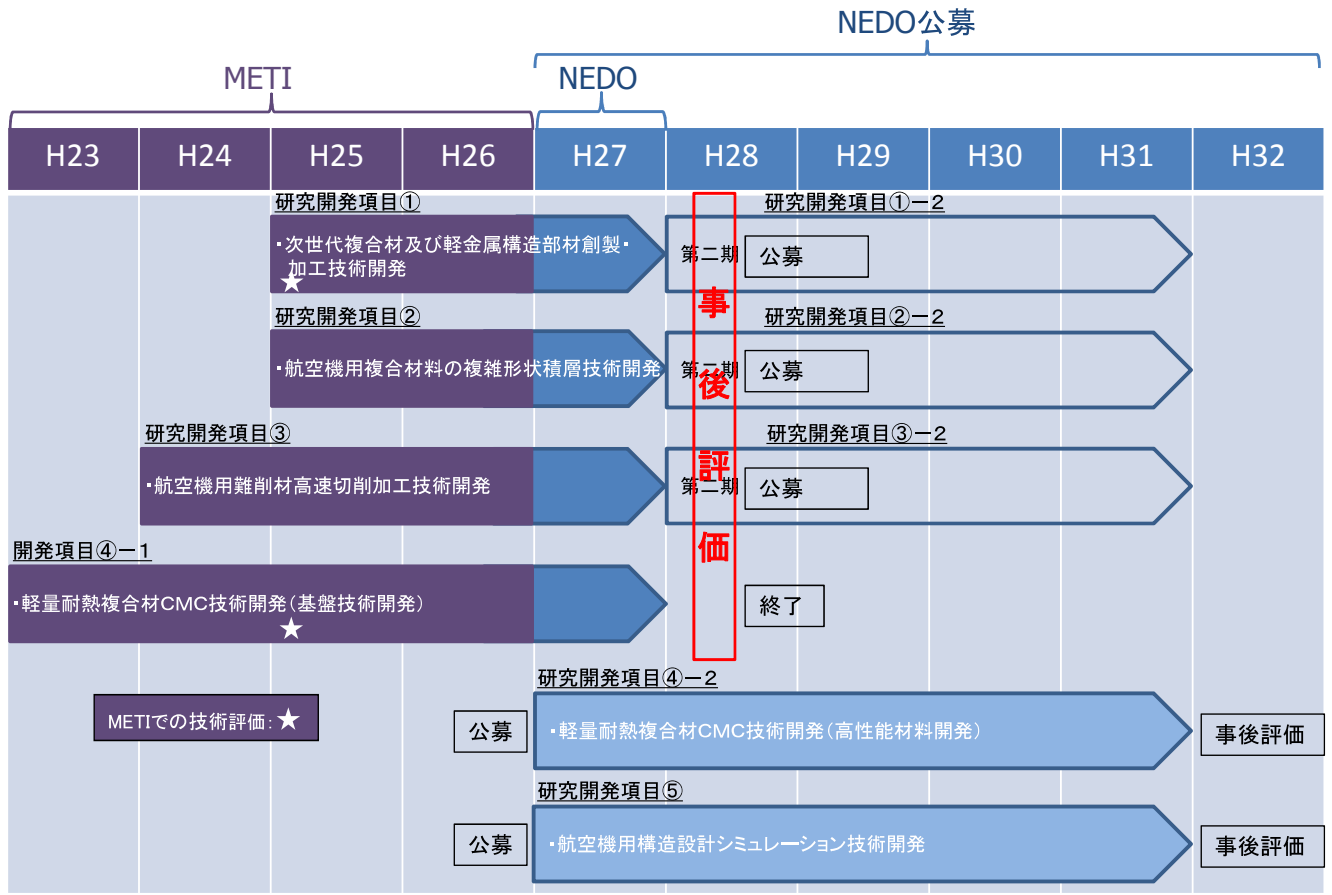 NEDO公募
METI
NEDO
H23 H24 H25 H26 H27 H28 H29 H30 H31 H32
研究開発項目①
研究開発項目①－2
・次世代複合材及び軽金属構造部材創製・
加工技術開発
★
第二期
公募
研究開発項目②
研究開発項目②－2
・航空機用複合材料の複雑形状積層技術開発
第二期
公募
研究開発項目③
研究開発項目③－2
・航空機用難削材高速切削加工技術開発
第二期
公募
事後評価
開発項目④－1
・軽量耐熱複合材CMC技術開発(基盤技術開発)
★
終了
研究開発項目④－2
METIでの技術評価:★
公募
・軽量耐熱複合材CMC技術開発(高性能材料開発)
事後評価
研究開発項目⑤
公募
・航空機用構造設計シミュレーション技術開発
事後評価